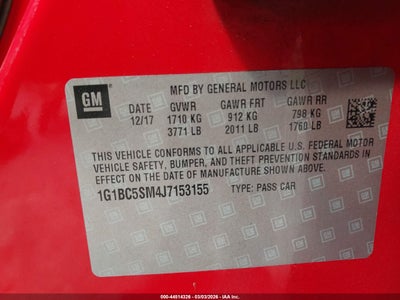 GM
MFD BY GENERAL MOTORS LLC
DATE GVWR GAWR FRT GAWR RR
12/17 1710 KG 912 KG 798 KG
3771 LB 2011 LB 1760 LB
THIS VEHICLE CONFORMS TO ALL APPLICABLE U.S. FEDERAL MOTOR
VEHICLE SAFETY, BUMPER, AND THEFT PREVENTION STANDARDS IN
EFFECT ON THE DATE OF MANUFACTURE SHOWN ABOVE.
1G1BC5SM4J7153155 TYPE: PASS CAR
000-44914326 - 03/03/2026 - IAAI.COM